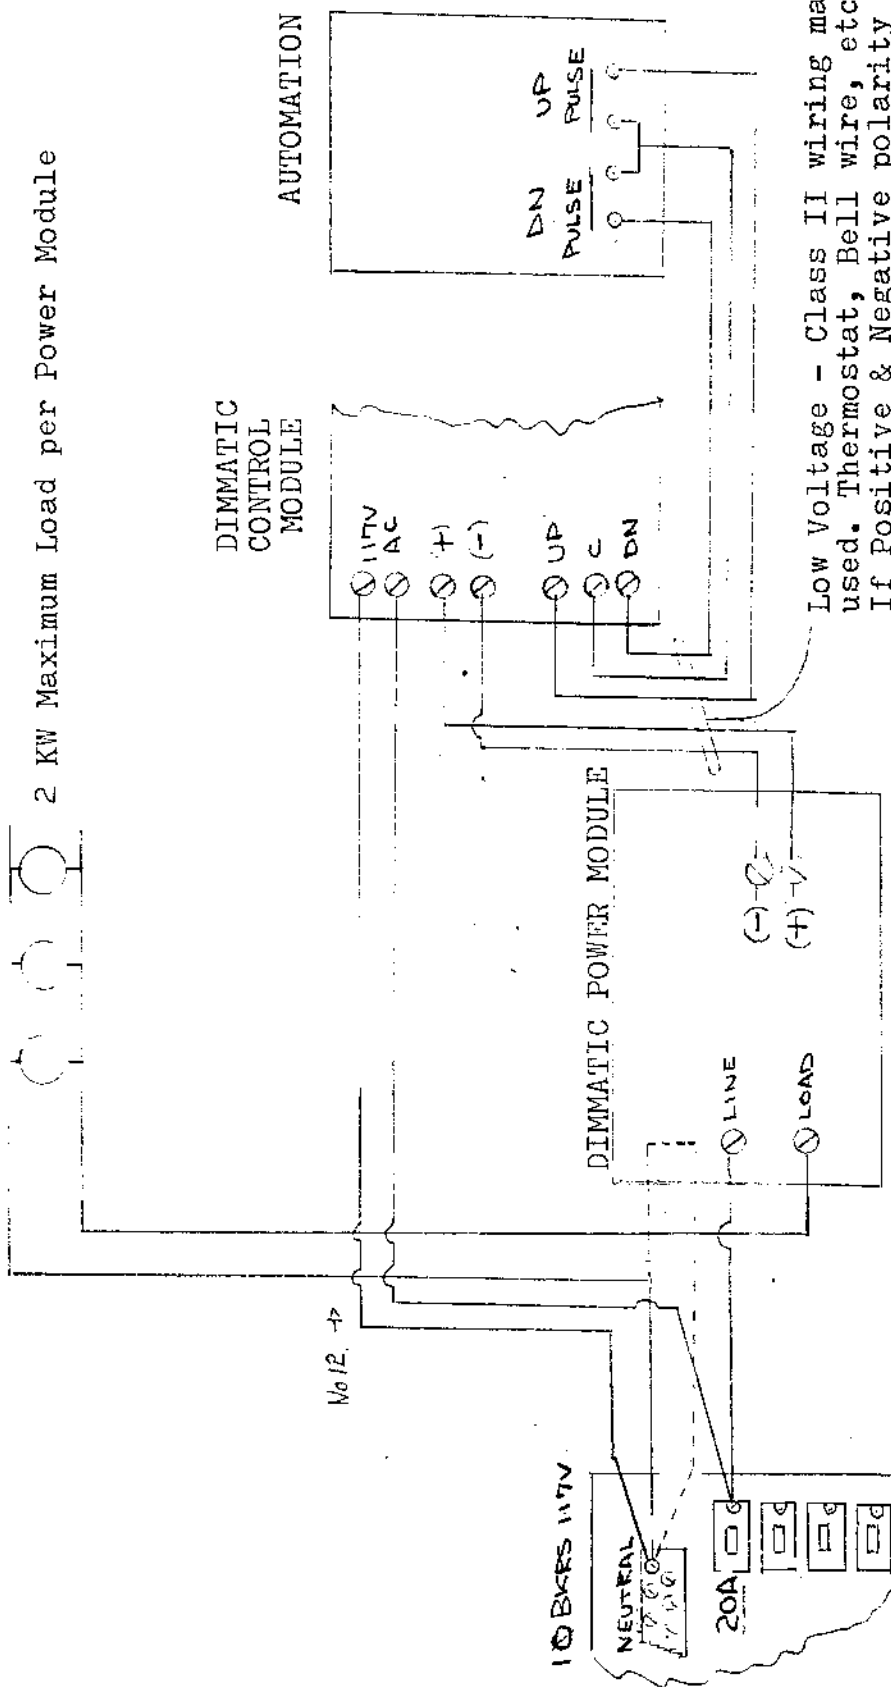 2 KW Maximum Load per Power Module
AUTOMATION
UP
PULSE
DN
PULSE
DIMMATIC
CONTROL
MODULE
117V
AC
(+)
(-)
UP
C
DN
Low Voltage - Class II wiring ma
used. Thermostat, Bell wire, etc
If Positive & Negative polarity
DIMMATIC POWER MODULE
(-)
(+)
LINE
LOAD
No 12
BKRS 117V
NEUTRAL
20A